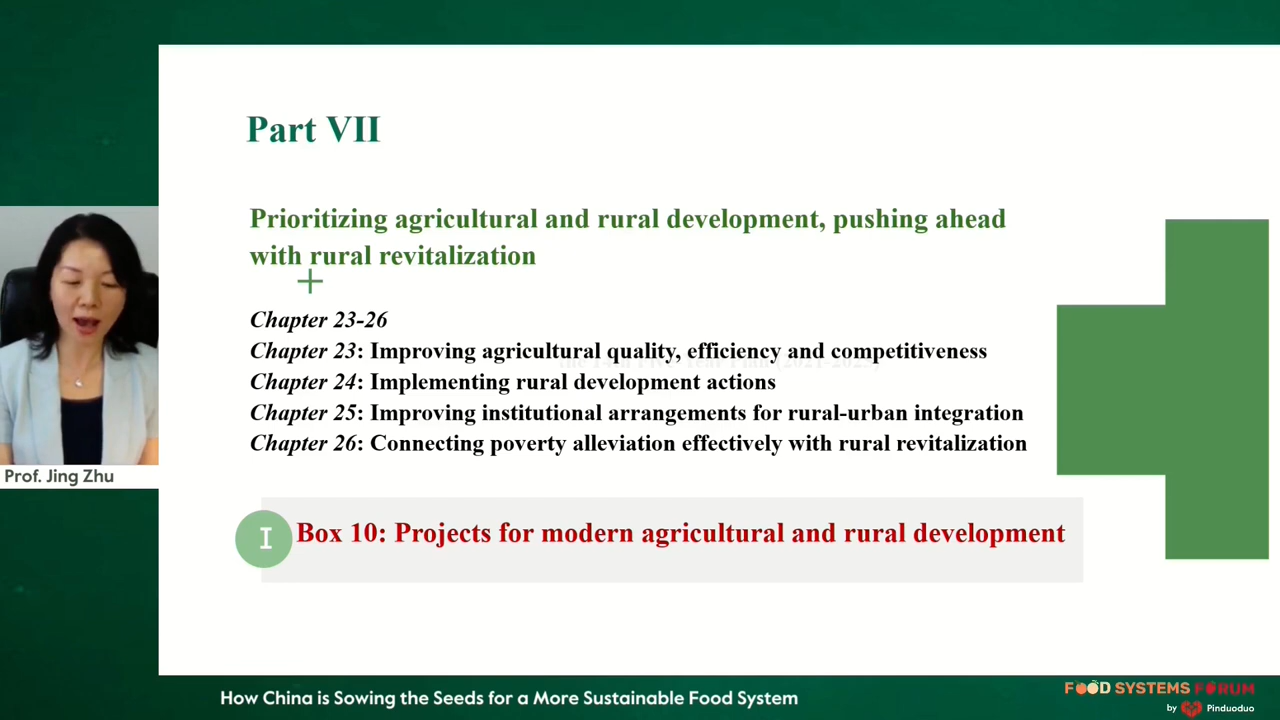 Part VII
Prioritizing agricultural and rural development, pushing ahead
with rural revitalization
Chapter 23-26
Chapter 23: Improving agricultural quality, efficiency and competitiveness
Chapter 24: Implementing rural development actions
Chapter 25: Improving institutional arrangements for rural-urban integration
Chapter 26: Connecting poverty alleviation effectively with rural revitalization
Prof. Jing Zhu
I
Box 10: Projects for modern agricultural and rural development
How China is Sowing the Seeds for a More Sustainable Food System
FOOD SYSTEMS FORUM
by Pinduoduo